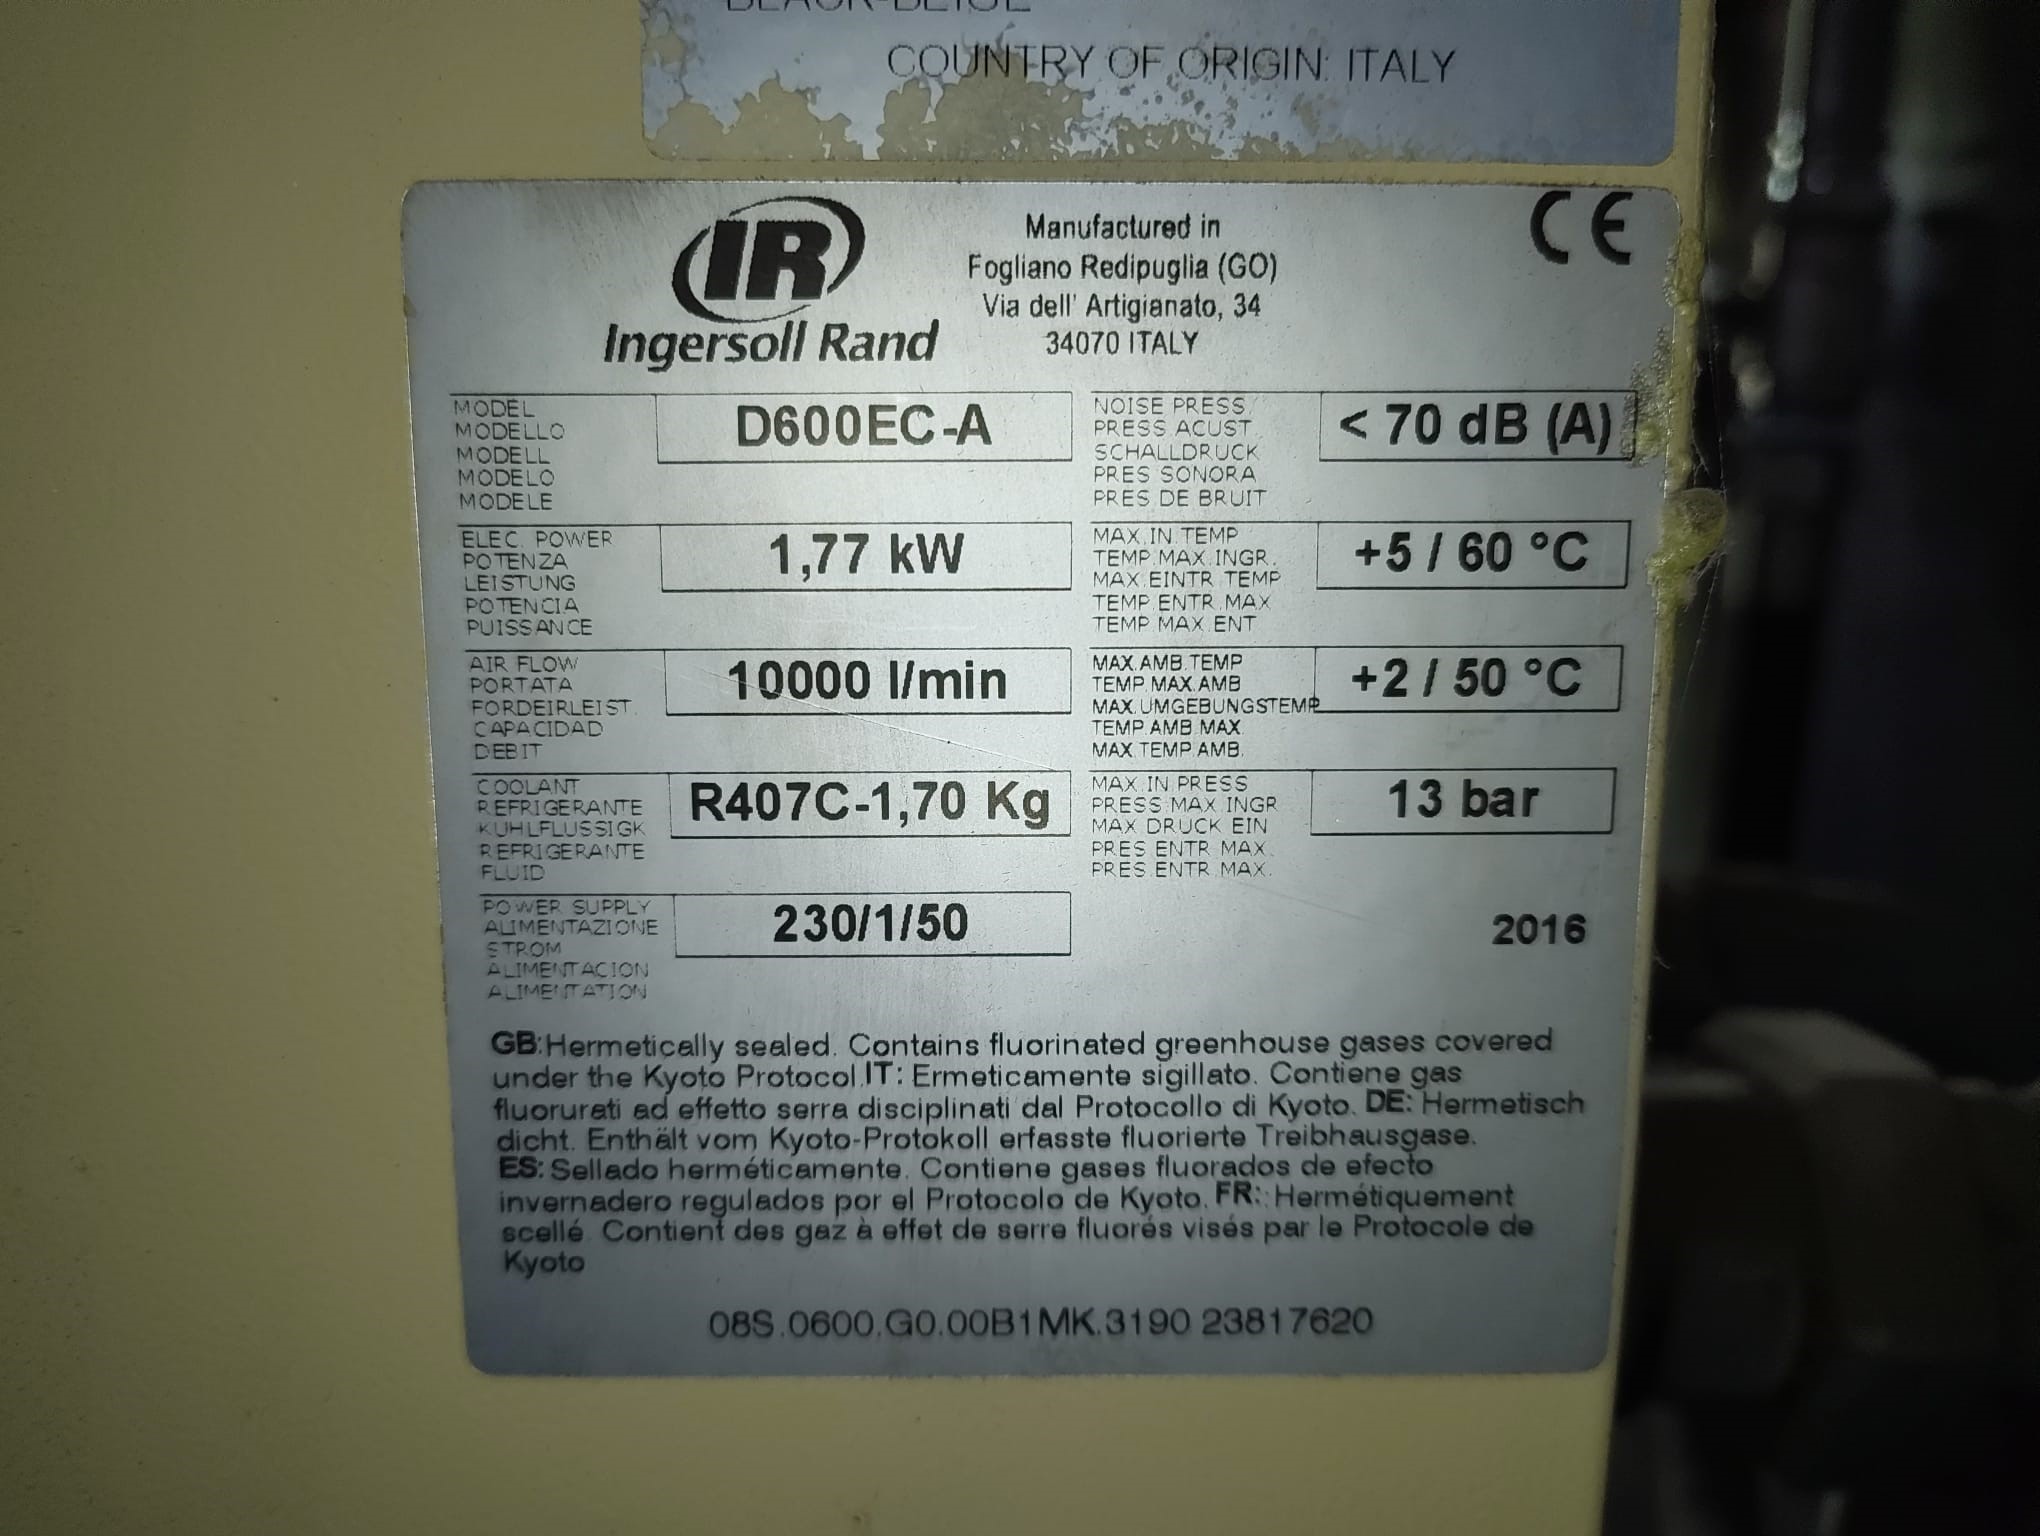 BLACK-BEIGE
COUNTRY OF ORIGIN: ITALY
IR
Ingersoll Rand
Manufactured in
Fogliano Redipuglia (GO)
Via dell' Artigianato, 34
34070 ITALY
CE
MODEL
MODELLO
MODELL
MODELO
MODELE
D600EC-A
NOISE PRESS.
PRESS.ACUST.
SCHALLDRUCK
PRES SONORA
PRES DE BRUIT
< 70 dB (A)
ELEC. POWER
POTENZA
LEISTUNG
POTENCIA
PUISSANCE
1,77 kW
MAX.IN.TEMP
TEMP.MAX.INGR.
MAX.EINTR.TEMP
TEMP.ENTR.MAX
TEMP.MAX.ENT
+5 / 60 °C
AIR FLOW
PORTATA
FORDEIRLEIST.
CAPACIDAD
DEBIT
10000 l/min
MAX.AMB.TEMP
TEMP.MAX.AMB
MAX.UMGEBUNGSTEMP
TEMP.AMB.MAX.
MAX.TEMP.AMB.
+2 / 50 °C
COOLANT
REFRIGERANTE
KUHLFLUSSIGK
REFRIGERANTE
FLUID
R407C-1,70 Kg
MAX.IN.PRESS
PRESS.MAX INGR
MAX DRUCK EIN
PRES ENTR MAX.
PRES.ENTR.MAX.
13 bar
POWER SUPPLY
ALIMENTAZIONE
STROM
ALIMENTACION
ALIMENTATION
230/1/50
2016
GB:Hermetically sealed. Contains fluorinated greenhouse gases covered
under the Kyoto Protocol.IT: Ermeticamente sigillato. Contiene gas
fluorurati ad effetto serra disciplinati dal Protocollo di Kyoto. DE: Hermetisch
dicht. Enthält vom Kyoto-Protokoll erfasste fluorierte Treibhausgase.
ES: Sellado herméticamente. Contiene gases fluorados de efecto
invernadero regulados por el Protocolo de Kyoto. FR:: Hermétiquement
scellé. Contient des gaz à effet de serre fluorés visés par le Protocole de
Kyoto
08S.0600.G0.00B1MK.3190 23817620